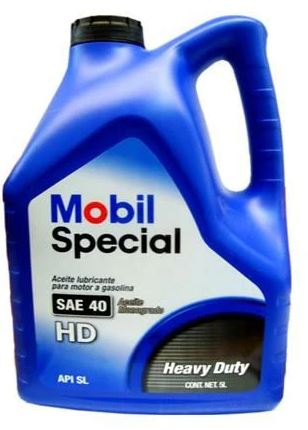 Mobil
Special
Aceite lubricante
para motor a gasolina
SAE 40
Aceite
Monogrado
HD
Heavy Duty
API SL
CONT. NET. 5L